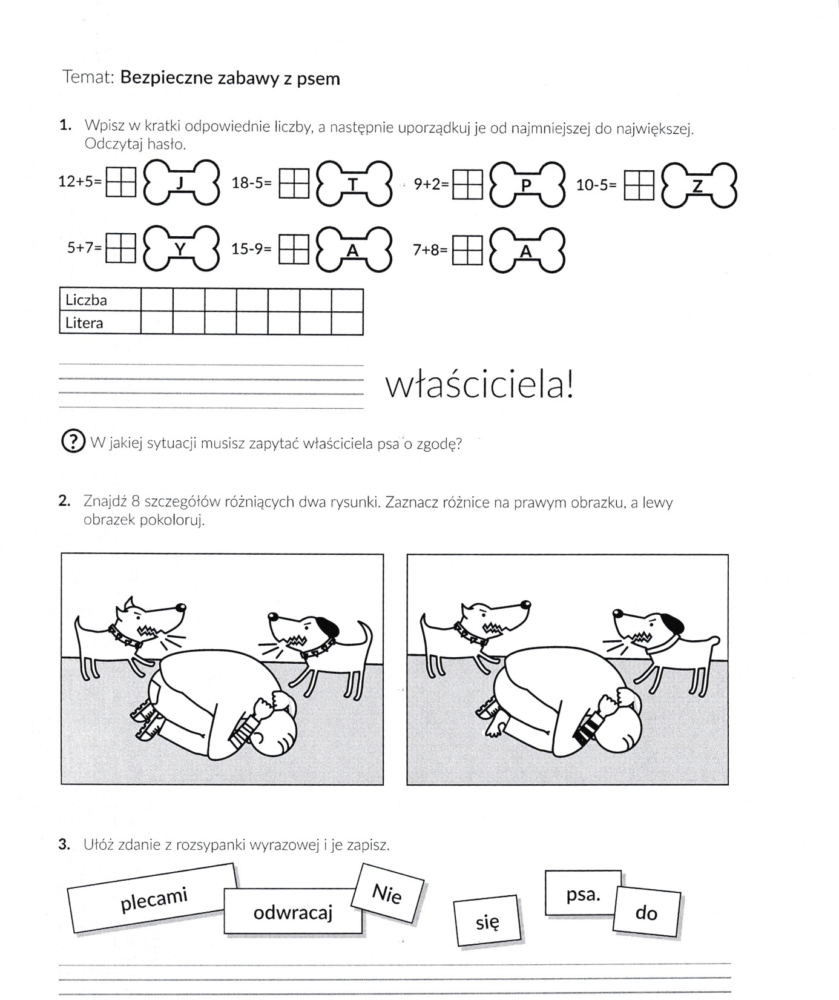 Temat: Bezpieczne zabawy z psem
1. Wpisz w kratki odpowiednie liczby, a następnie uporządkuj je od najmniejszej do największej.
Odczytaj hasło.
12+5= J 18-5= T 9+2= P 10-5= Z
5+7= Y 15-9= A 7+8= A
Liczba
Litera
właściciela!
? W jakiej sytuacji musisz zapytać właściciela psa o zgodę?
2. Znajdź 8 szczegółów różniących dwa rysunki. Zaznacz różnice na prawym obrazku, a lewy
obrazek pokoloruj.
3. Ułóż zdanie z rozsypanki wyrazowej i je zapisz.
plecami odwracaj Nie się psa. do